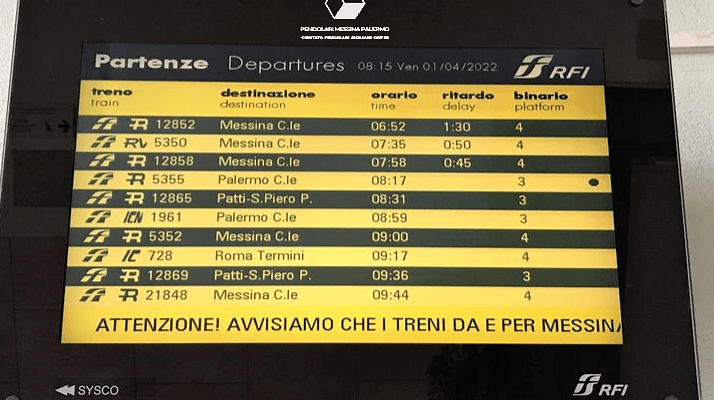 PENDOLARI MESSINA PALERMO
Partenze Departures 08:15 Ven 01/04/2022 RFI
treno destinazione orario ritardo binario
train destination time delay platform
R 12852 Messina C.le 06:52 1:30 4
RV 5350 Messina C.le 07:35 0:50 4
R 12858 Messina C.le 07:58 0:45 4
R 5355 Palermo C.le 08:17 3
R 12865 Patti-S.Piero P. 08:31 3
ICN 1961 Palermo C.le 08:59 3
R 5352 Messina C.le 09:00 4
IC 728 Roma Termini 09:17 4
R 12869 Patti-S.Piero P. 09:36 3
R 21848 Messina C.le 09:44 4
ATTENZIONE! AVVISIAMO CHE I TRENI DA E PER MESSINA
SYSCO RFI